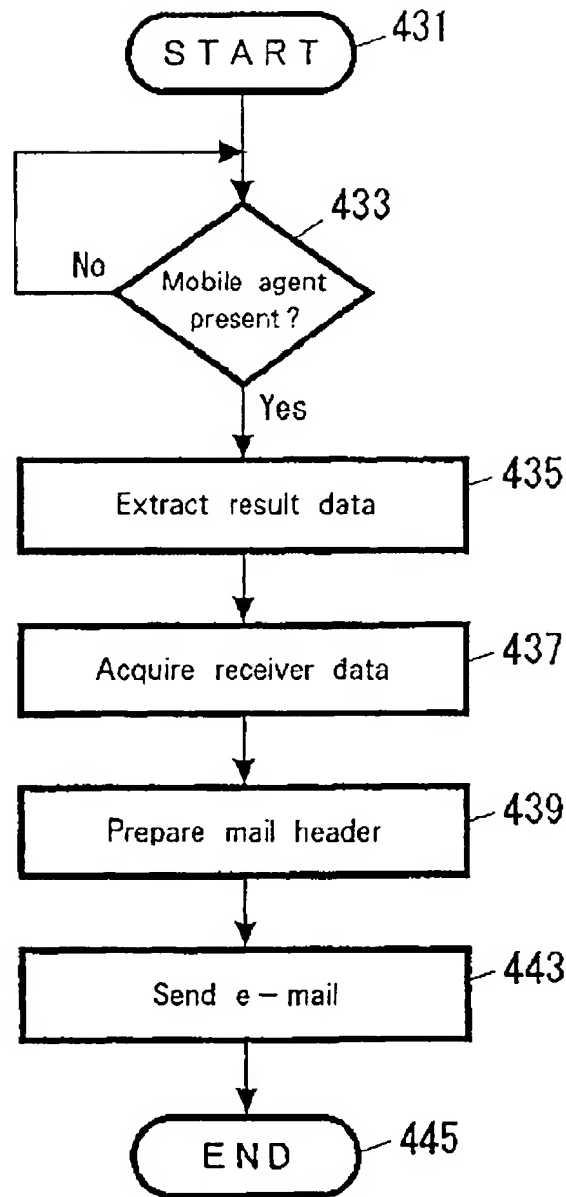 START
431
433
No
Mobile agent
present?
Yes
Extract result data
435
Acquire receiver data
437
Prepare mail header
439
Send e-mail
443
END
445